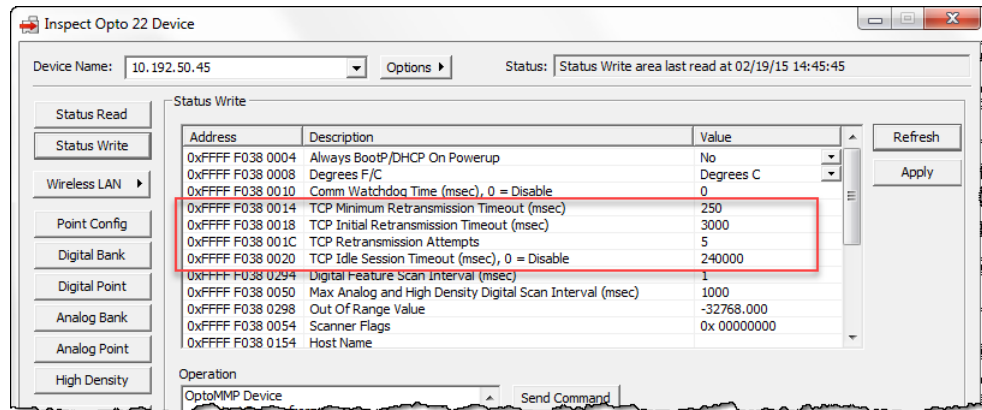 Inspect Opto 22 Device
Device Name: 10.192.50.45 Options Status: Status Write area last read at 02/19/15 14:45:45
Status Read
Status Write
Wireless LAN
Point Config
Digital Bank
Digital Point
Analog Bank
Analog Point
High Density
Status Write
Address Description Value
0xFFFF F038 0004 Always BootP/DHCP On Powerup No
0xFFFF F038 0008 Degrees F/C Degrees C
0xFFFF F038 0010 Comm Watchdog Time (msec), 0 = Disable 0
0xFFFF F038 0014 TCP Minimum Retransmission Timeout (msec) 250
0xFFFF F038 0018 TCP Initial Retransmission Timeout (msec) 3000
0xFFFF F038 001C TCP Retransmission Attempts 5
0xFFFF F038 0020 TCP Idle Session Timeout (msec), 0 = Disable 240000
0xFFFF F038 0294 Digital Feature Scan Interval (msec) 1
0xFFFF F038 0050 Max Analog and High Density Digital Scan Interval (msec) 1000
0xFFFF F038 0298 Out Of Range Value -32768.000
0xFFFF F038 0054 Scanner Flags 0x 00000000
0xFFFF F038 0154 Host Name
Refresh
Apply
Operation
OptoMMP Device Send Command